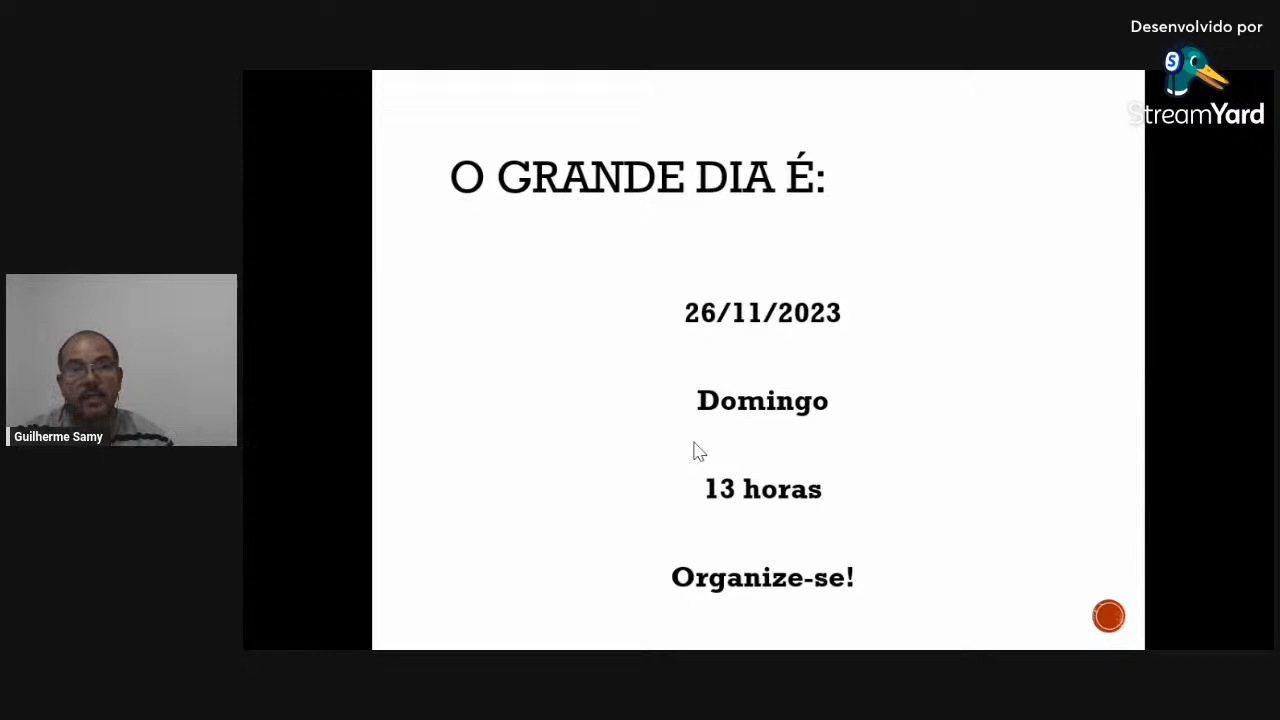 Desenvolvido por
S
StreamYard
O GRANDE DIA É:
26/11/2023
Domingo
13 horas
Organize-se!
Guilherme Samy